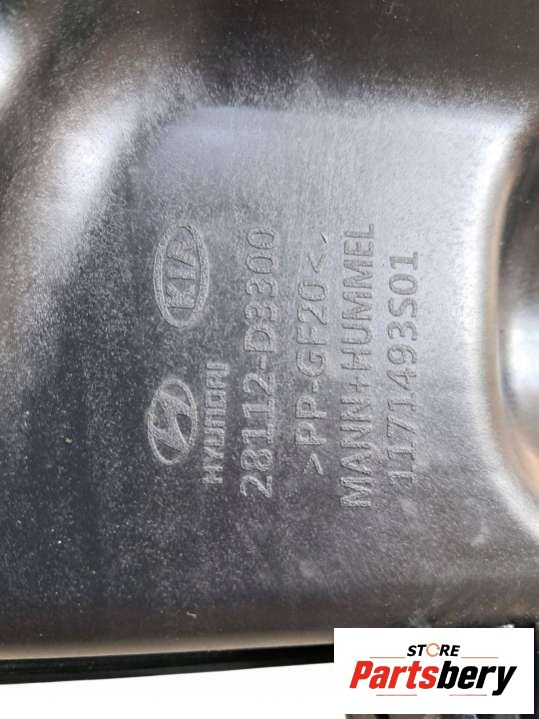 KIA
HYUNDAI
28112-D3300
>PP-GF20<.
MANN+HUMMEL
1171493S01
STORE
Partsbery